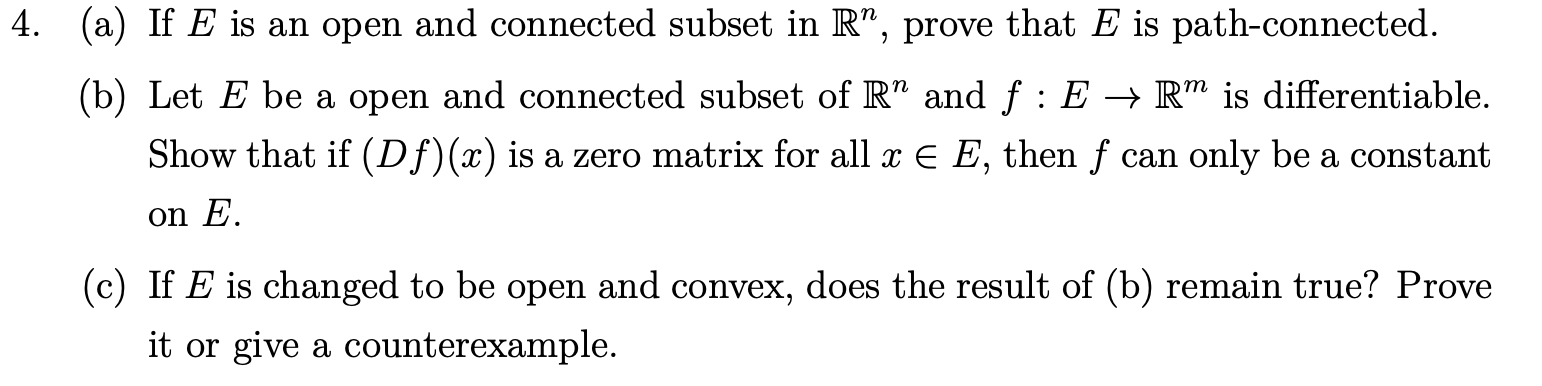 4. (a) If E is an open and connected subset in ℝⁿ, prove that E is path-connected.
(b) Let E be a open and connected subset of ℝⁿ and f : E → ℝᵐ is differentiable.
Show that if (Df)(x) is a zero matrix for all x ∈ E, then f can only be a constant
on E.
(c) If E is changed to be open and convex, does the result of (b) remain true? Prove
it or give a counterexample.